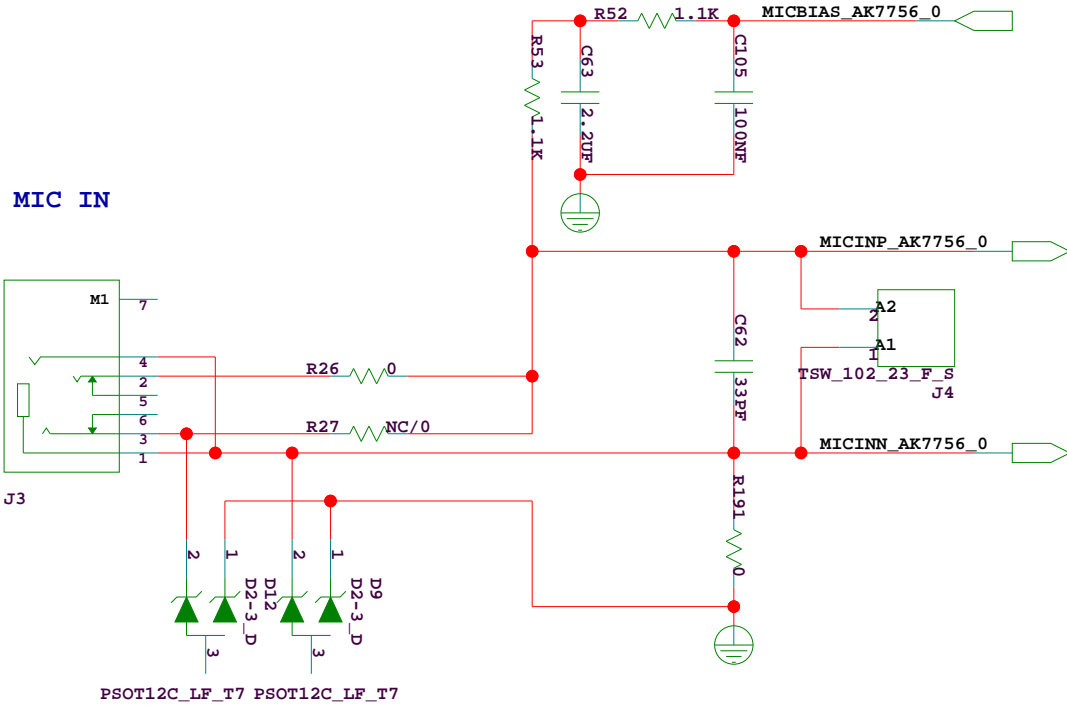 R52
1.1K
MICBIAS_AK7756_0
R53
1.1K
C63
2.2UF
C105
100NF
MIC IN
MICINP_AK7756_0
M1
7
4
2
5
6
3
1
J3
R26
0
R27
NC/0
C62
33PF
A2
2
A1
1
TSW_102_23_F_S
J4
MICINN_AK7756_0
R191
0
2
1
2
1
D12
D2-3_D
D9
D2-3_D
3
3
PSOT12C_LF_T7
PSOT12C_LF_T7